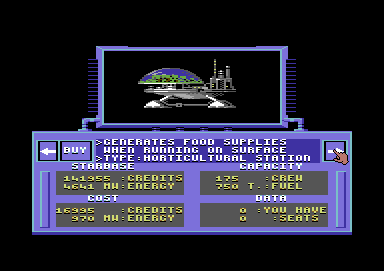 BUY
>GENERATES FOOD SUPPLIES
WHEN RUNNING ON SURFACE
>TYPE:HORTICULTURAL STATION
STARBASE CAPACITY
141955 :CREDITS 175 :CREW
4641 MW:ENERGY 750 T.:FUEL
COST DATA
16995 :CREDITS 0 :YOU HAVE
970 MW:ENERGY 0 :SEATS